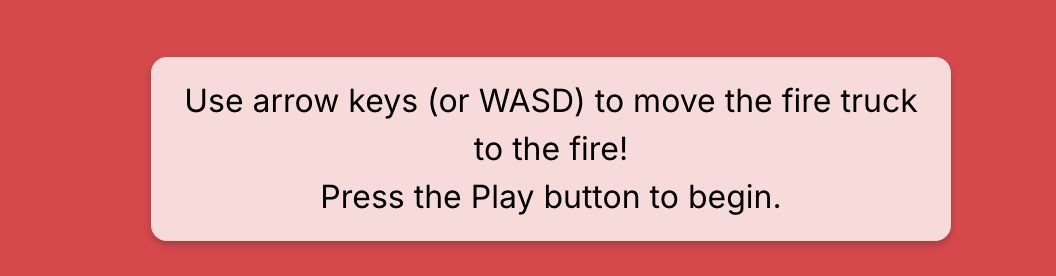 Use arrow keys (or WASD) to move the fire truck
to the fire!
Press the Play button to begin.